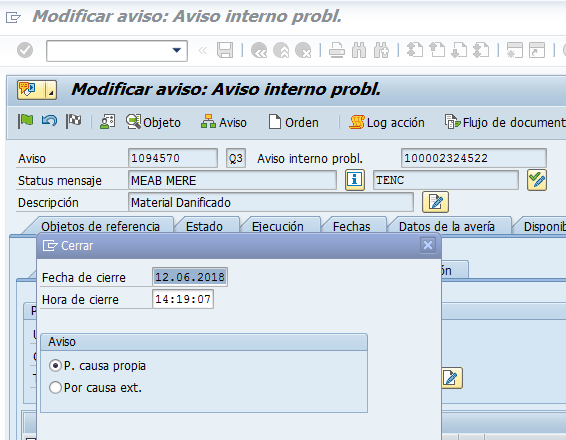 Modificar aviso: Aviso interno probl.
Modificar aviso: Aviso interno probl.
Objeto Aviso Orden Log acción Flujo de document
Aviso 1094570 Q3 Aviso interno probl. 100002324522
Status mensaje MEAB MERE TENC
Descripción Material Danificado
Objetos de referencia Estado Ejecución Fechas Datos de la avería Disponib
Cerrar
Fecha de cierre 12.06.2018
Hora de cierre 14:19:07
Aviso
P. causa propia
Por causa ext.